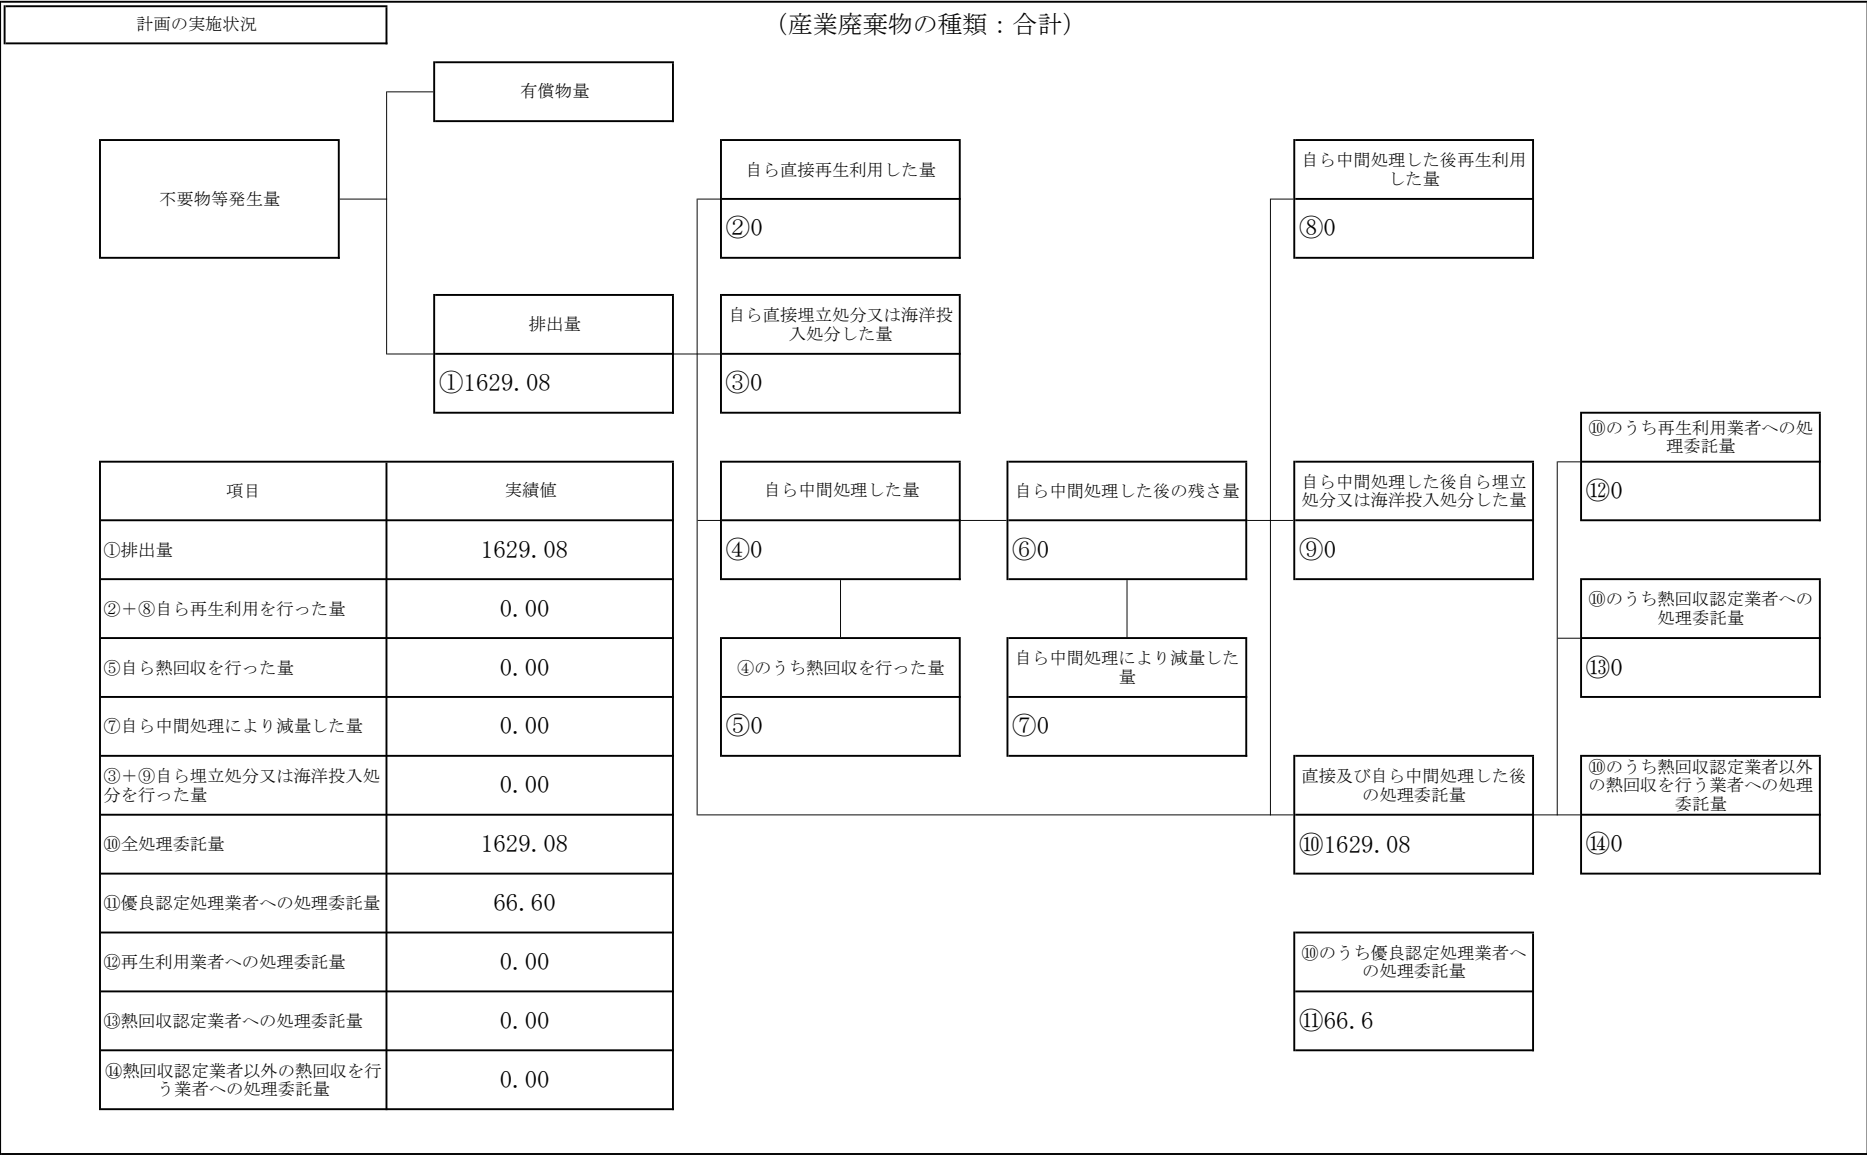 計画の実施状況
（産業廃棄物の種類：合計）
有償物量
不要物等発生量
自ら直接再生利用した量
②0
自ら中間処理した後再生利用
した量
⑧0
排出量
①1629.08
自ら直接埋立処分又は海洋投
入処分した量
③0
⑩のうち再生利用業者への処
理委託量
⑫0
自ら中間処理した量
④0
自ら中間処理した後の残さ量
⑥0
自ら中間処理した後自ら埋立
処分又は海洋投入処分した量
⑨0
⑩のうち熱回収認定業者への
処理委託量
⑬0
④のうち熱回収を行った量
⑤0
自ら中間処理により減量した
量
⑦0
直接及び自ら中間処理した後
の処理委託量
⑩1629.08
⑩のうち熱回収認定業者以外
の熱回収を行う業者への処理
委託量
⑭0
⑩のうち優良認定処理業者へ
の処理委託量
⑪66.6
項目 実績値
①排出量 1629.08
②＋⑧自ら再生利用を行った量 0.00
⑤自ら熱回収を行った量 0.00
⑦自ら中間処理により減量した量 0.00
③＋⑨自ら埋立処分又は海洋投入処
分を行った量 0.00
⑩全処理委託量 1629.08
⑪優良認定処理業者への処理委託量 66.60
⑫再生利用業者への処理委託量 0.00
⑬熱回収認定業者への処理委託量 0.00
⑭熱回収認定業者以外の熱回収を行
う業者への処理委託量 0.00